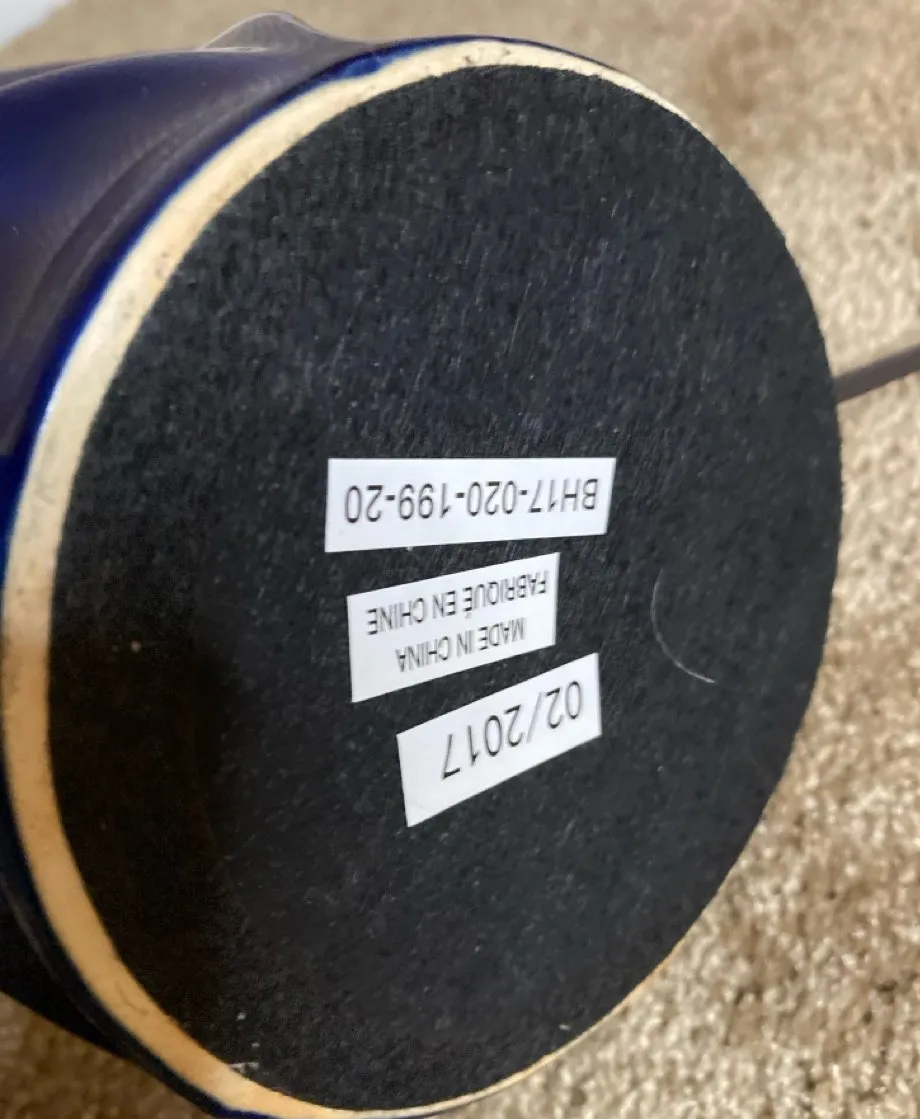 02/2017
MADE IN CHINA
FABRIQUÉ EN CHINE
BH17-020-199-20